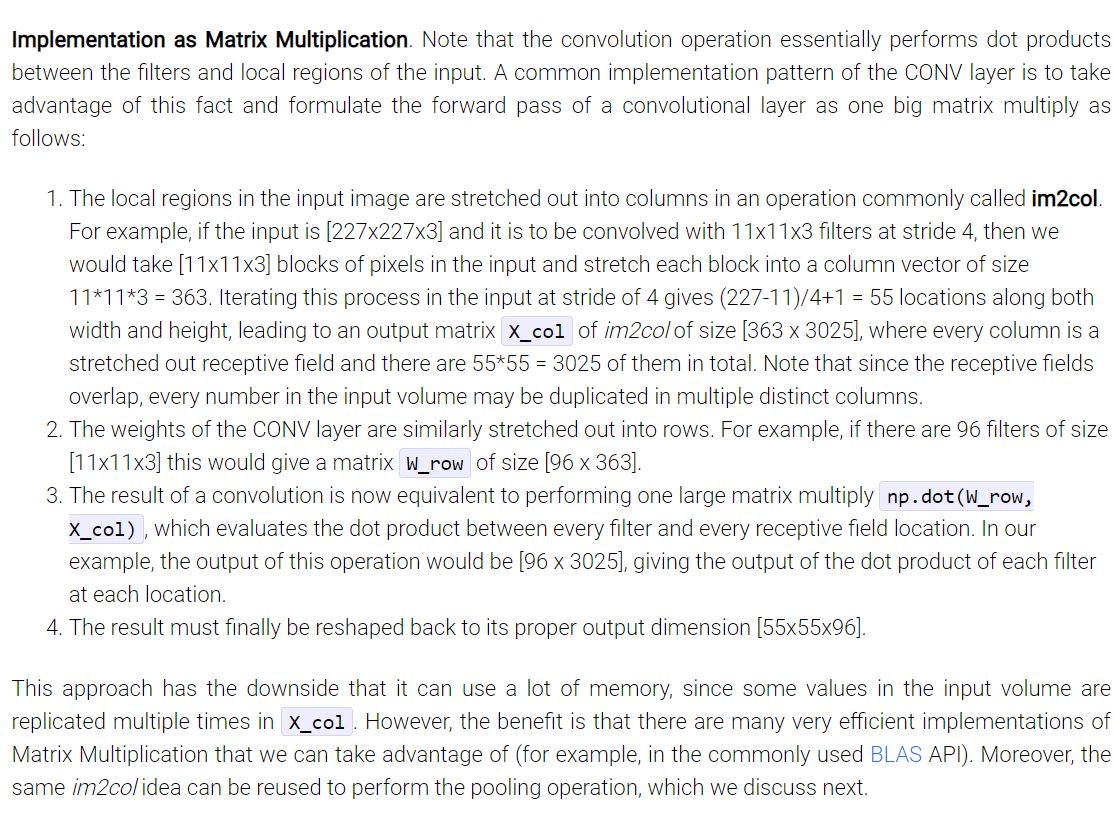 Implementation as Matrix Multiplication. Note that the convolution operation essentially performs dot products
between the filters and local regions of the input. A common implementation pattern of the CONV layer is to take
advantage of this fact and formulate the forward pass of a convolutional layer as one big matrix multiply as
follows:
1. The local regions in the input image are stretched out into columns in an operation commonly called im2col.
For example, if the input is [227x227x3] and it is to be convolved with 11x11x3 filters at stride 4, then we
would take [11x11x3] blocks of pixels in the input and stretch each block into a column vector of size
11*11*3 = 363. Iterating this process in the input at stride of 4 gives (227-11)/4+1 = 55 locations along both
width and height, leading to an output matrix X_col of im2col of size [363 x 3025], where every column is a
stretched out receptive field and there are 55*55 = 3025 of them in total. Note that since the receptive fields
overlap, every number in the input volume may be duplicated in multiple distinct columns.
2. The weights of the CONV layer are similarly stretched out into rows. For example, if there are 96 filters of size
[11x11x3] this would give a matrix W_row of size [96 x 363].
3. The result of a convolution is now equivalent to performing one large matrix multiply np.dot(W_row,
X_col), which evaluates the dot product between every filter and every receptive field location. In our
example, the output of this operation would be [96 x 3025], giving the output of the dot product of each filter
at each location.
4. The result must finally be reshaped back to its proper output dimension [55x55x96].
This approach has the downside that it can use a lot of memory, since some values in the input volume are
replicated multiple times in X_col. However, the benefit is that there are many very efficient implementations of
Matrix Multiplication that we can take advantage of (for example, in the commonly used BLAS API). Moreover, the
same im2col idea can be reused to perform the pooling operation, which we discuss next.